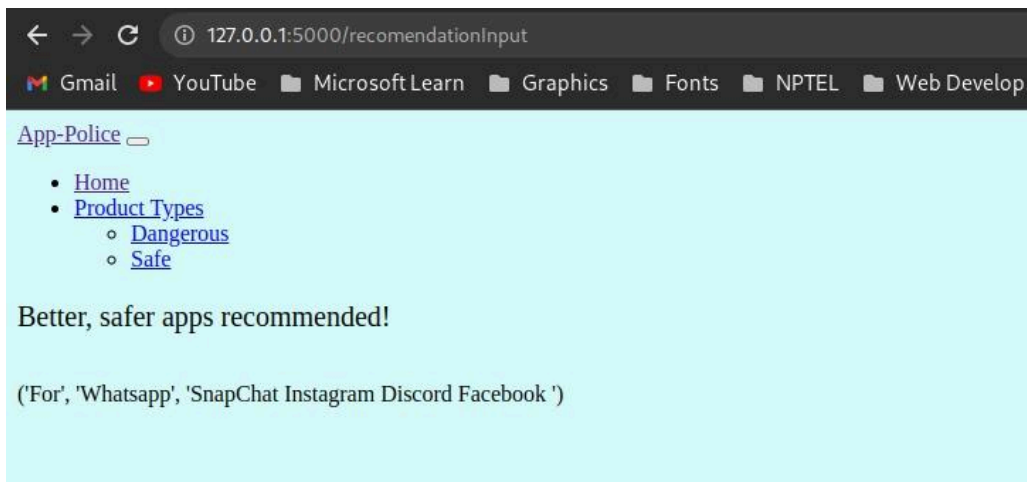 127.0.0.1:5000/recomendationInput
Gmail YouTube Microsoft Learn Graphics Fonts NPTEL Web Develop
App-Police
Home
Product Types
Dangerous
Safe
Better, safer apps recommended!
('For', 'Whatsapp', 'SnapChat Instagram Discord Facebook ')